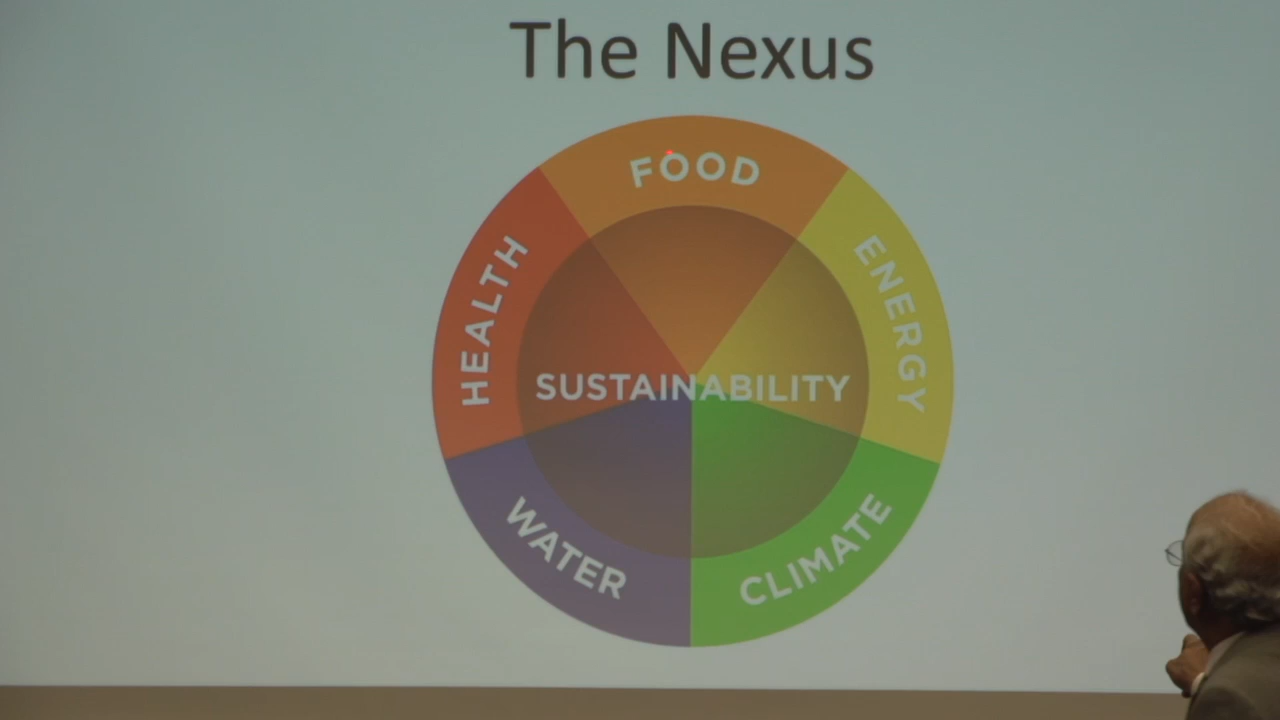 The Nexus
FOOD
HEALTH
ENERGY
SUSTAINABILITY
WATER
CLIMATE